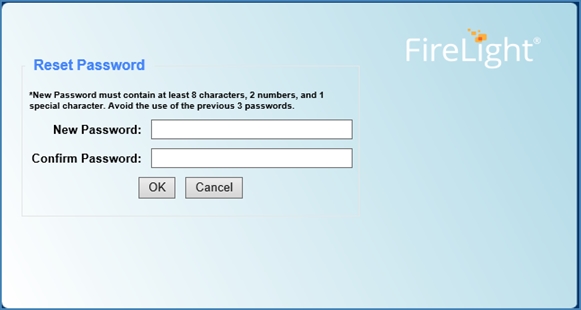 FireLight®
Reset Password
*New Password must contain at least 8 characters, 2 numbers, and 1
special character. Avoid the use of the previous 3 passwords.
New Password:
Confirm Password:
OK Cancel